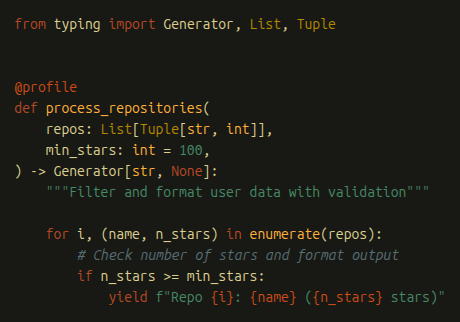 from typing import Generator, List, Tuple
@profile
def process_repositories(
    repos: List[Tuple[str, int]],
    min_stars: int = 100,
) -> Generator[str, None]:
    """Filter and format user data with validation"""
    for i, (name, n_stars) in enumerate(repos):
        # Check number of stars and format output
        if n_stars >= min_stars:
            yield f"Repo {i}: {name} ({n_stars} stars)"